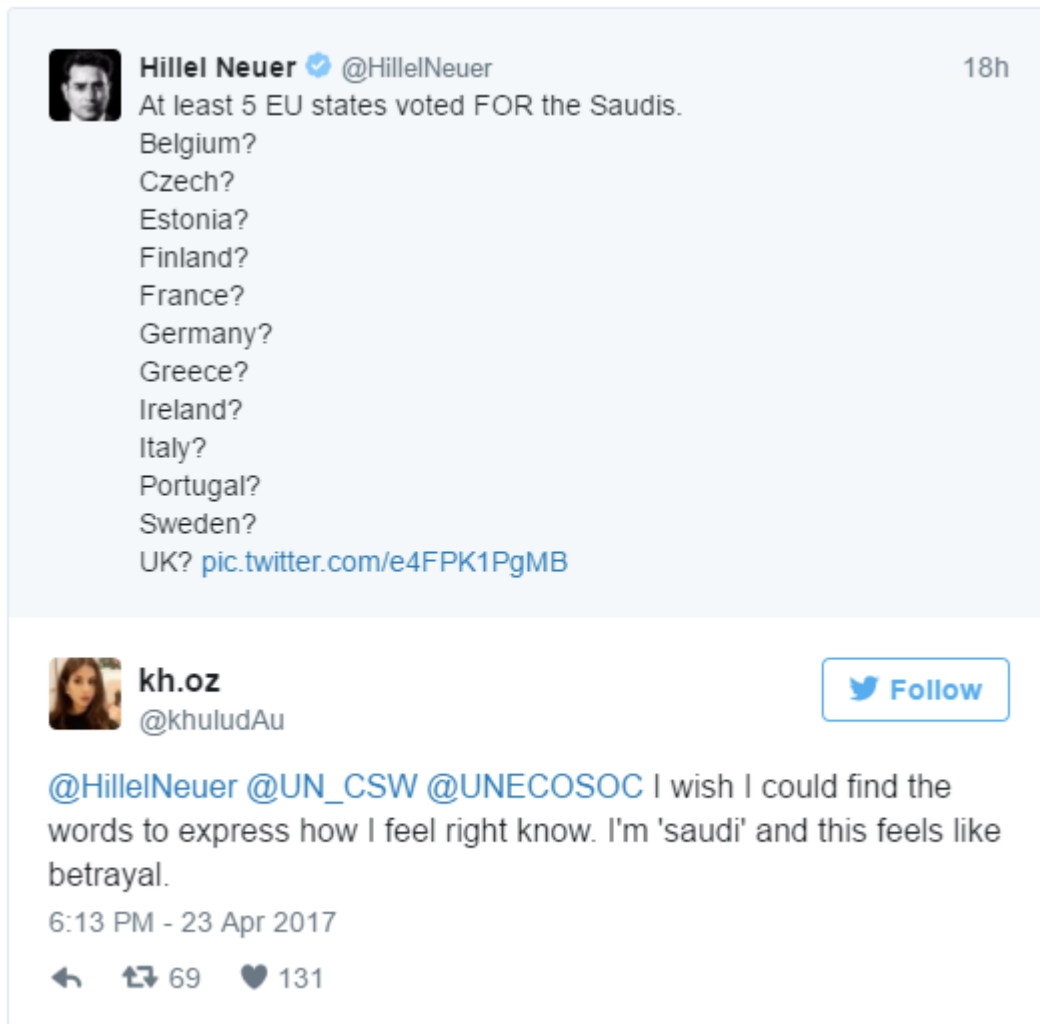 Hillel Neuer @HillelNeuer 18h
At least 5 EU states voted FOR the Saudis.
Belgium?
Czech?
Estonia?
Finland?
France?
Germany?
Greece?
Ireland?
Italy?
Portugal?
Sweden?
UK? pic.twitter.com/e4FPK1PgMB
kh.oz
@khuludAu
Follow
@HillelNeuer @UN_CSW @UNECOSOC I wish I could find the
words to express how I feel right know. I'm 'saudi' and this feels like
betrayal.
6:13 PM - 23 Apr 2017
69 131